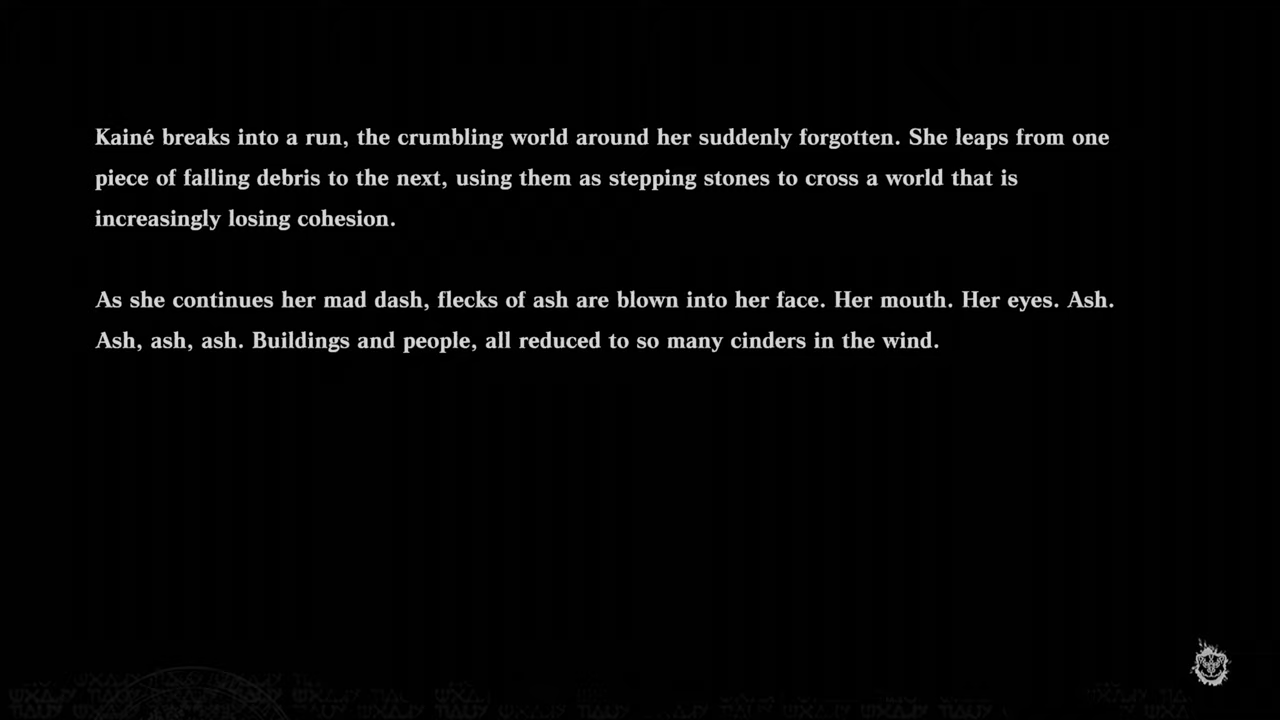 Kainé breaks into a run, the crumbling world around her suddenly forgotten. She leaps from one
piece of falling debris to the next, using them as stepping stones to cross a world that is
increasingly losing cohesion.
As she continues her mad dash, flecks of ash are blown into her face. Her mouth. Her eyes. Ash.
Ash, ash, ash. Buildings and people, all reduced to so many cinders in the wind.